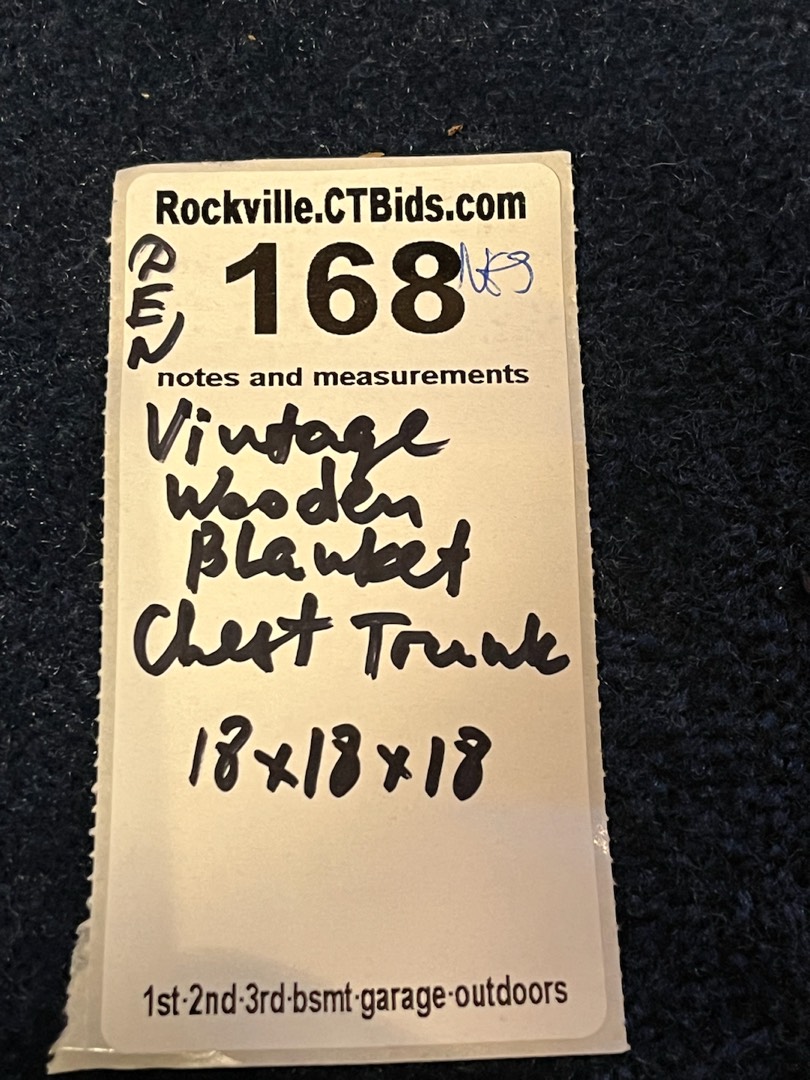 Rockville.CTBids.com
PEN
168
notes and measurements
Vintage
Wooden
Blanket
Chest Trunk
18x18x18
1st·2nd·3rd·bsmt·garage·outdoors